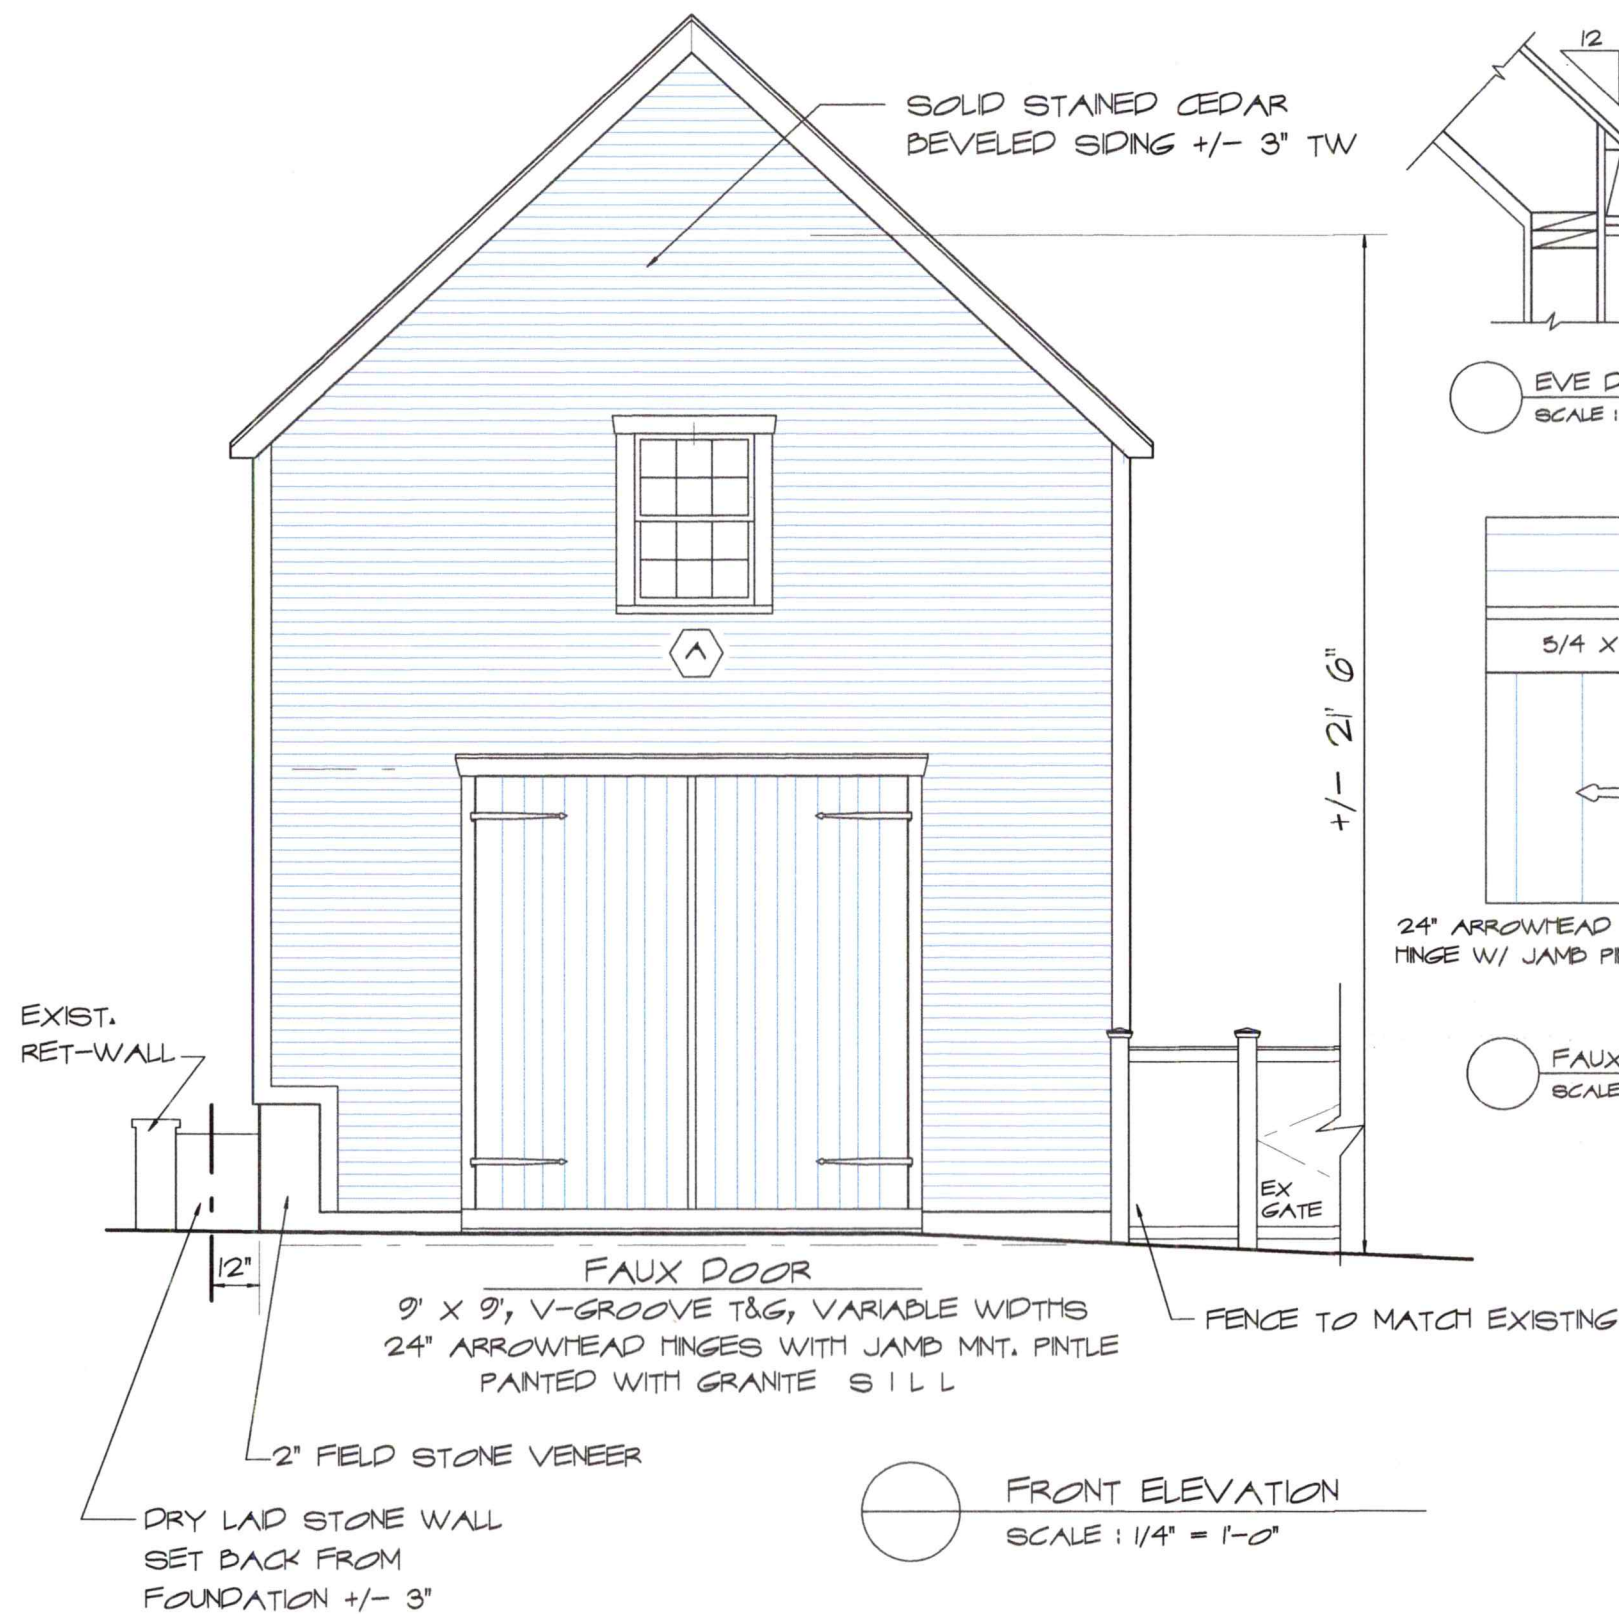 SOLID STAINED CEDAR
BEVELED SIDING +/- 3" TW
12
EVE
SCALE :
5/4 X
+/- 21' 6"
24" ARROWHEAD
HINGE W/ JAMB
FAUX
SCALE
EXIST.
RET-WALL
A
EX
GATE
12"
FAUX DOOR
9' X 9', V-GROOVE T&G, VARIABLE WIDTHS
24" ARROWHEAD HINGES WITH JAMB MNT. PINTLE
PAINTED WITH GRANITE SILL
FENCE TO MATCH EXISTING
2" FIELD STONE VENEER
DRY LAID STONE WALL
SET BACK FROM
FOUNDATION +/- 3"
FRONT ELEVATION
SCALE : 1/4" = 1'-0"